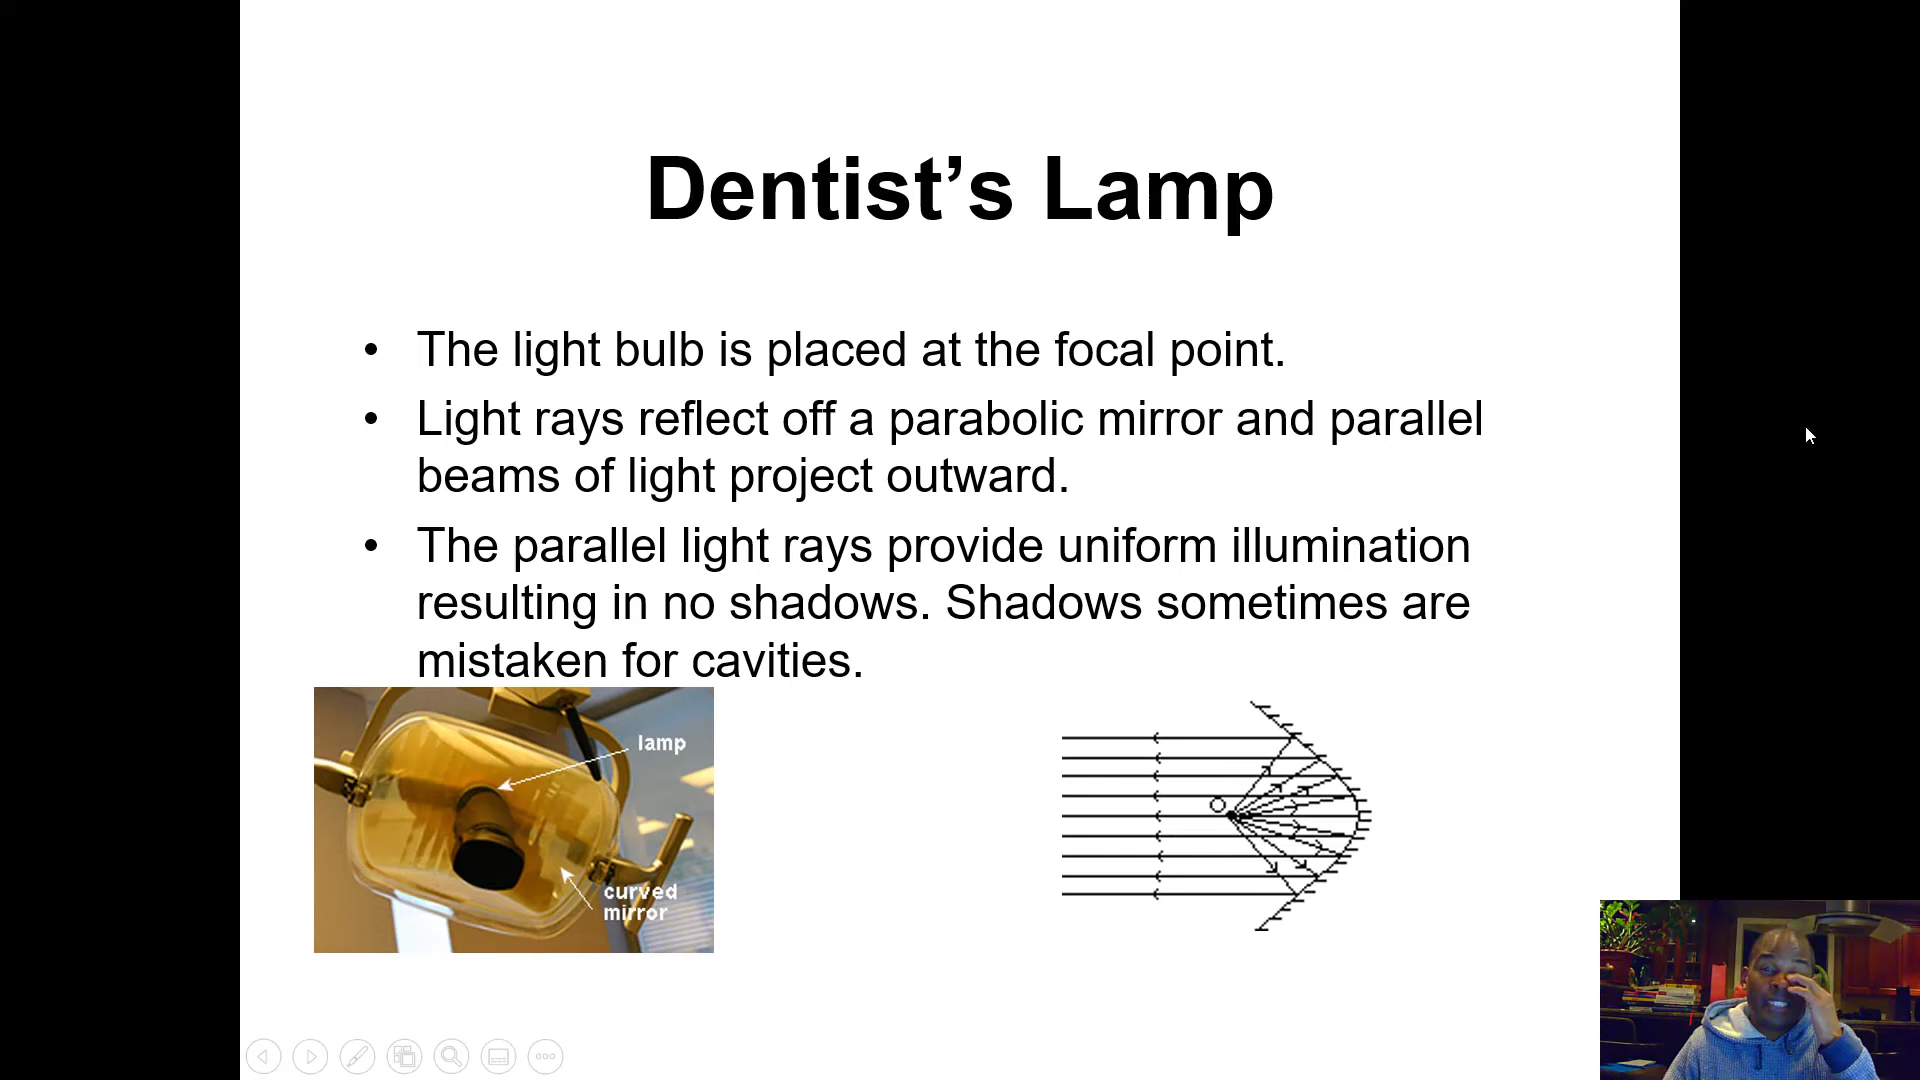 Dentist’s Lamp
• The light bulb is placed at the focal point.
• Light rays reflect off a parabolic mirror and parallel
beams of light project outward.
• The parallel light rays provide uniform illumination
resulting in no shadows. Shadows sometimes are
mistaken for cavities.
lamp
curved
mirror